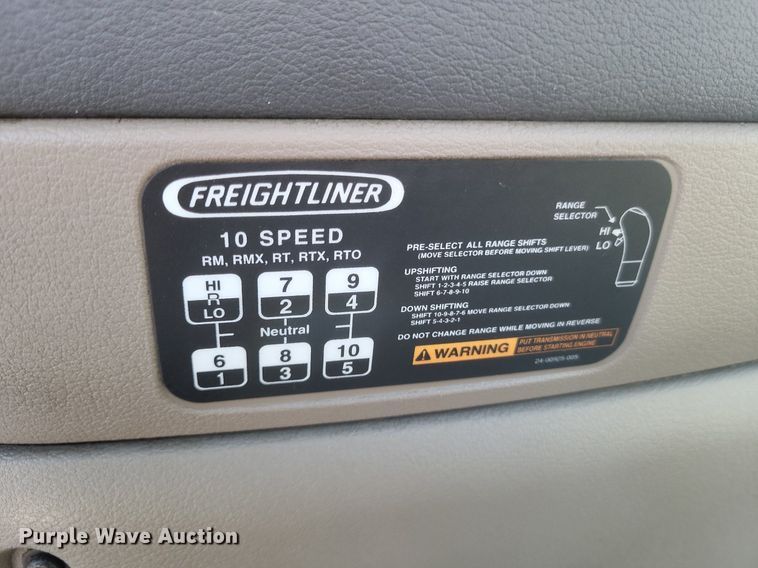 FREIGHTLINER
10 SPEED
RM, RMX, RT, RTX, RTO
HI
R
LO
7
2
9
4
Neutral
6
1
8
3
10
5
RANGE
SELECTOR
HI
LO
PRE-SELECT ALL RANGE SHIFTS
(MOVE SELECTOR BEFORE MOVING SHIFT LEVER)
UPSHIFTING
START WITH RANGE SELECTOR DOWN
SHIFT 1-2-3-4-5 RAISE RANGE SELECTOR
SHIFT 6-7-8-9-10
DOWN SHIFTING
SHIFT 10-9-8-7-6 MOVE RANGE SELECTOR DOWN
SHIFT 5-4-3-2-1
DO NOT CHANGE RANGE WHILE MOVING IN REVERSE
WARNING
PUT TRANSMISSION IN NEUTRAL
BEFORE STARTING ENGINE
24-00925-005
Purple Wave Auction